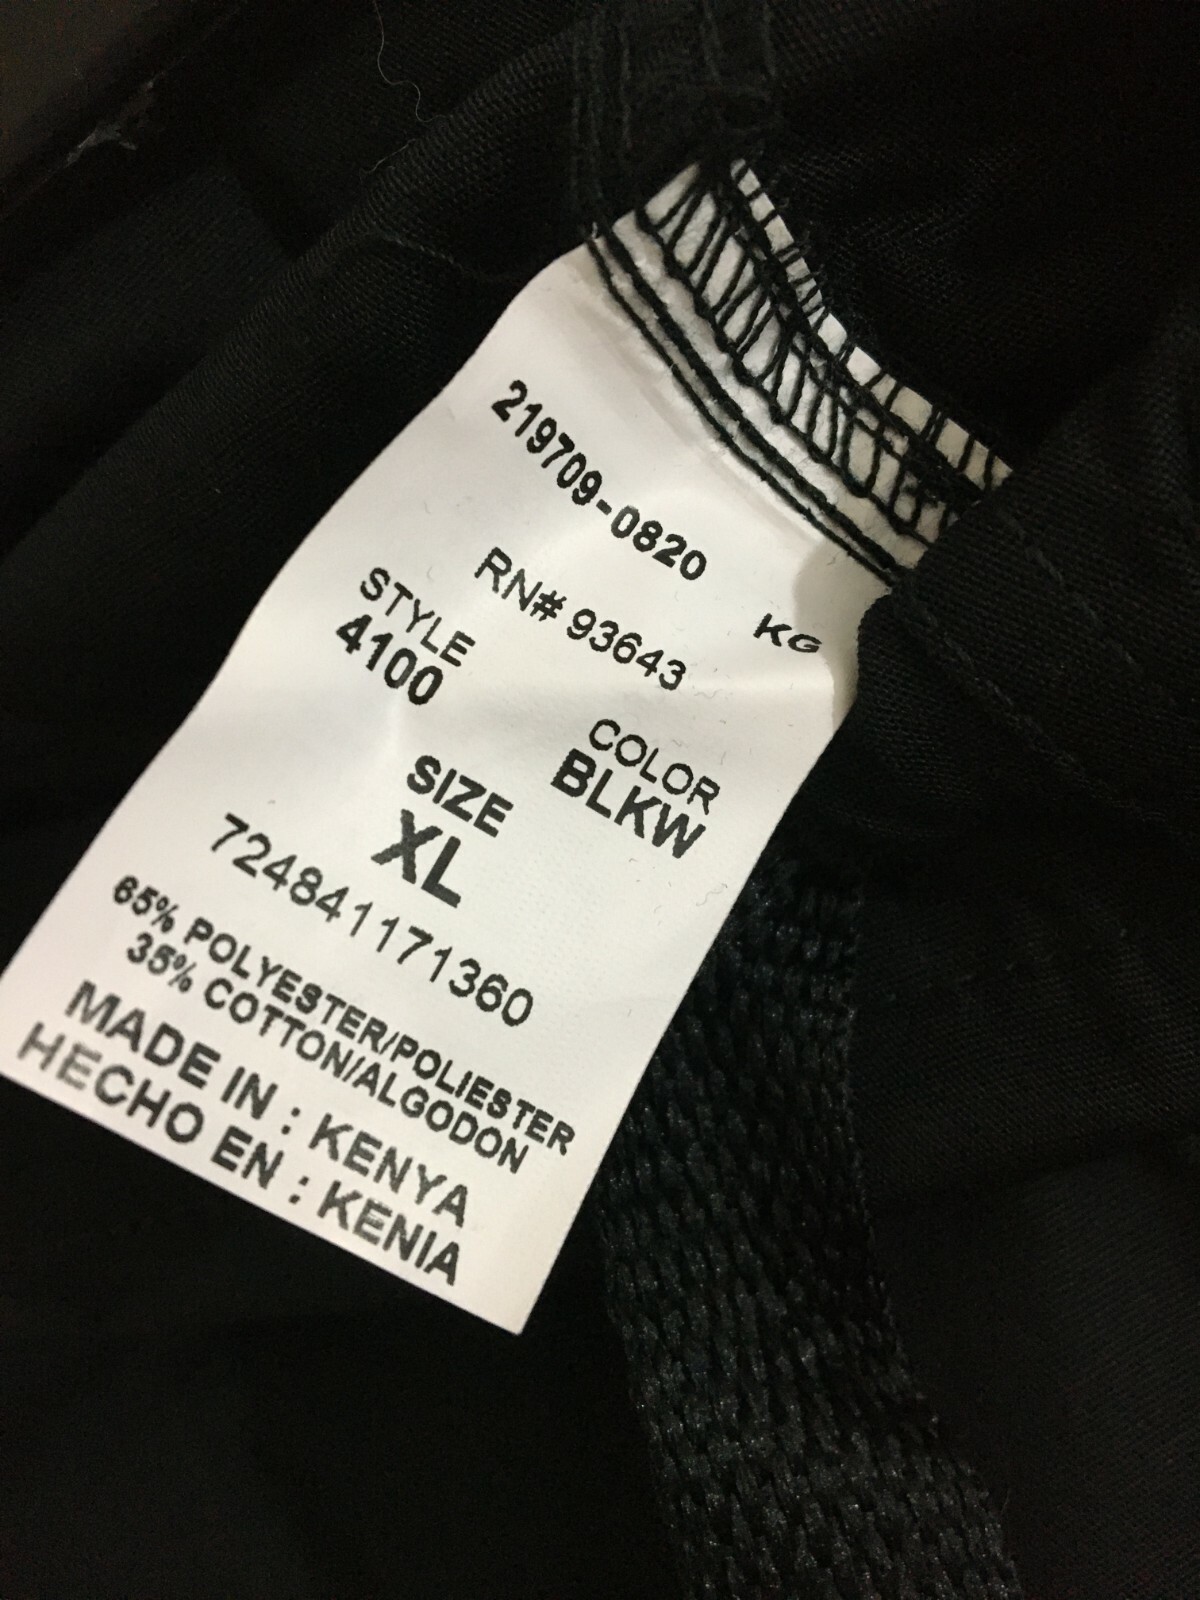 219709-0820
KG
RN# 93643
STYLE
4100
COLOR
BLKW
SIZE
XL
724841171360
65% POLYESTER/POLIESTER
35% COTTON/ALGODON
MADE IN : KENYA
HECHO EN : KENIA